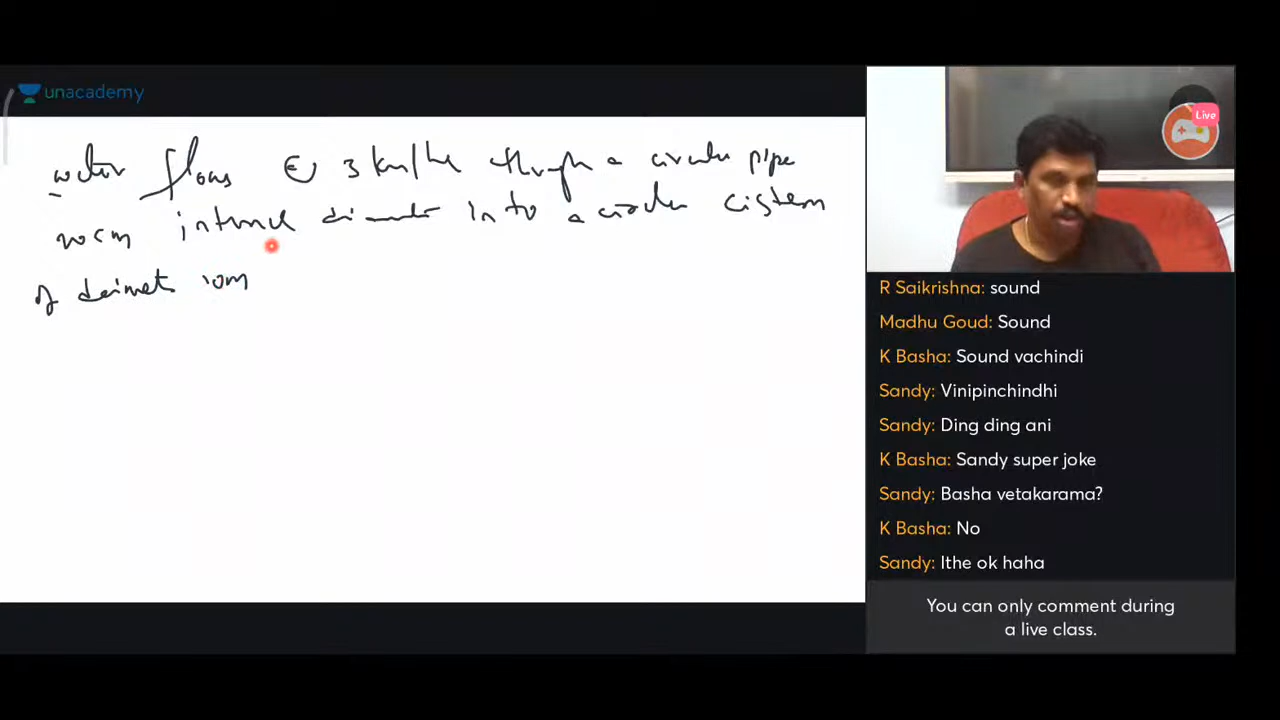 unacademy
water flows @ 3 km/hr through a circular pipe
20cm internal diameter into a circular cistern
of diameter 10m
Live
R Saikrishna: sound
Madhu Goud: Sound
K Basha: Sound vachindi
Sandy: Vinipinchindhi
Sandy: Ding ding ani
K Basha: Sandy super joke
Sandy: Basha vetakarama?
K Basha: No
Sandy: Ithe ok haha
You can only comment during
a live class.